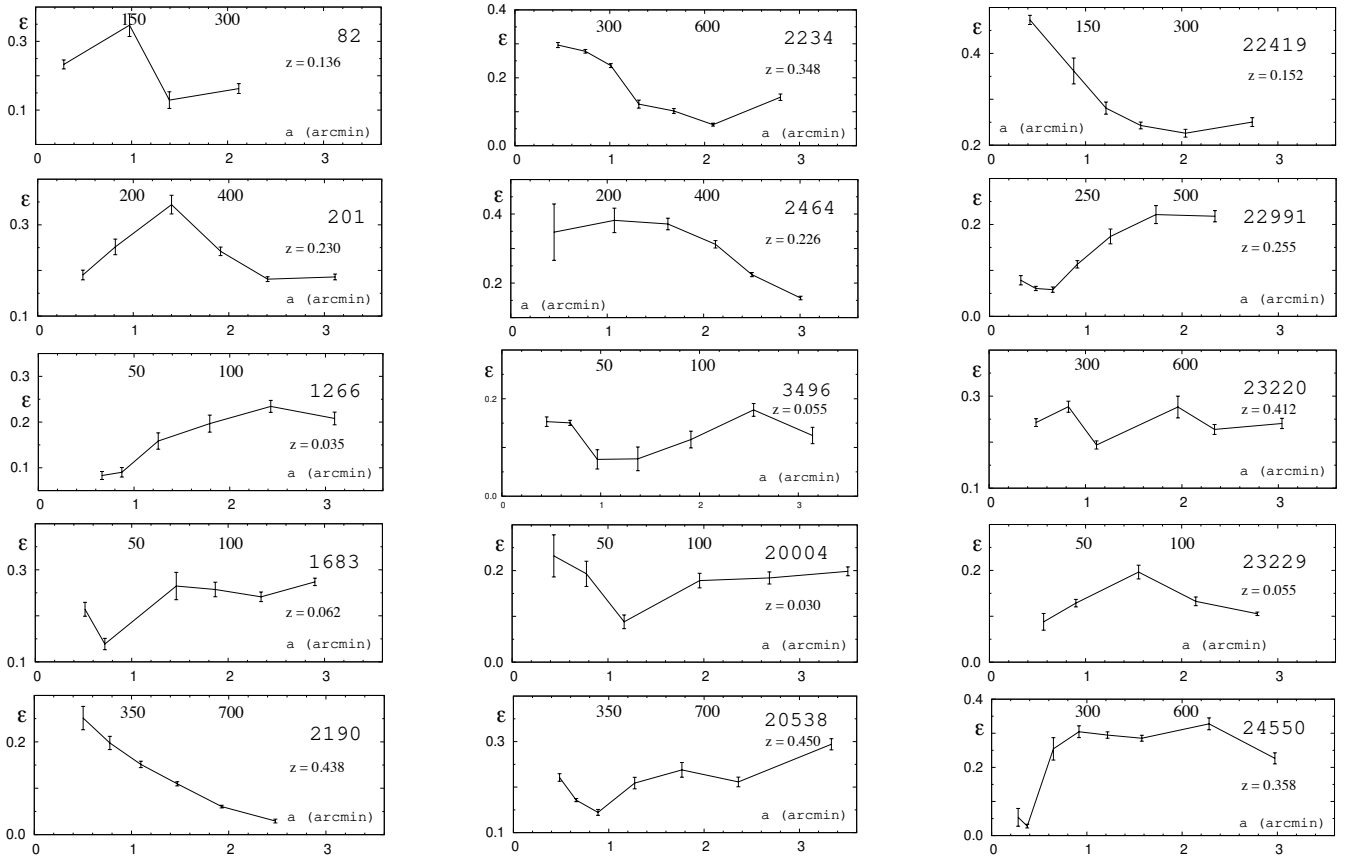 ε 150 300
0.3 82
z = 0.136
0.1
a (arcmin)
0 1 2 3
0.4
ε 300 600
2234
0.3
z = 0.348
0.2
0.1
a (arcmin)
0.0
0 1 2 3
ε 150 300
0.4 22419
z = 0.152
a (arcmin)
0.2
0 1 2 3
ε 200 400
0.3 201
z = 0.230
a (arcmin)
0.1
0 1 2 3
ε 200 400
0.4 2464
z = 0.226
0.2
a (arcmin)
0 1 2 3
ε 250 500
0.2 22991
z = 0.255
a (arcmin)
0.0
0 1 2 3
0.3 50 100
ε 1266
0.2
z = 0.035
0.1 a (arcmin)
0 1 2 3
ε 50 100
0.2 3496
z = 0.055
a (arcmin)
0.0
0 1 2 3
ε 300 600
0.3 23220
z = 0.412
a (arcmin)
0.1
0 1 2 3
ε 50 100
0.3 1683
z = 0.062
a (arcmin)
0.1
0 1 2 3
ε 50 100
0.2 20004
z = 0.030
a (arcmin)
0.0
0 1 2 3
ε 50 100
0.2 23229
z = 0.055
a (arcmin)
0.0
0 1 2 3
ε 350 700
0.2 2190
z = 0.438
a (arcmin)
0.0
0 1 2 3
ε 350 700
0.3 20538
z = 0.450
a (arcmin)
0.1
0 1 2 3
0.4
ε 300 600
0.3 24550
0.2
z = 0.358
0.1
a (arcmin)
0.0
0 1 2 3